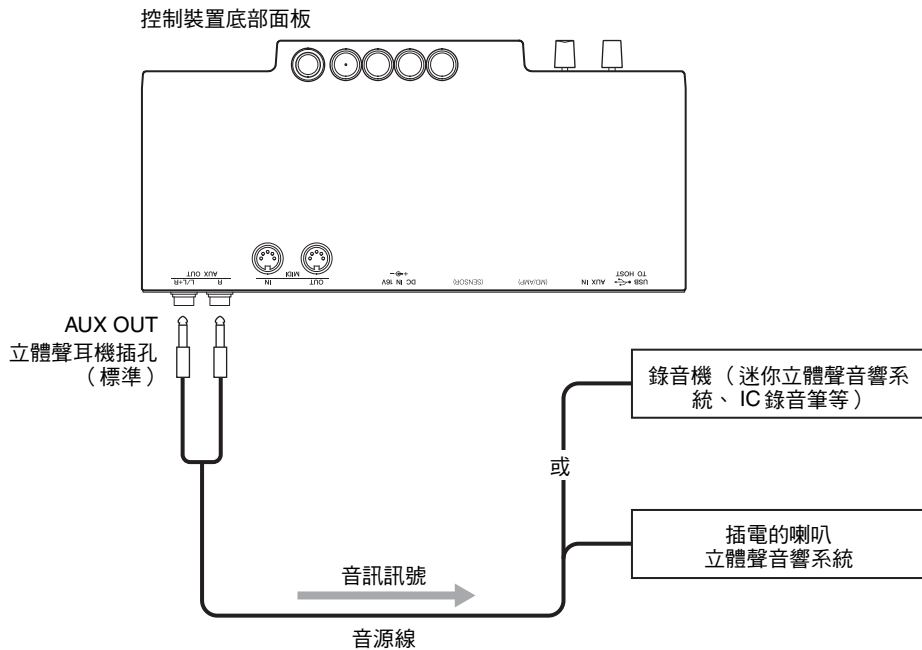 控制裝置底部面板
L/L+R
R
AUX OUT
IN
MIDI
OUT
DC IN 16V
(SENSOR)
(MD/AMP)
AUX IN
USB
TO HOST
AUX OUT
立體聲耳機插孔
（標準）
錄音機（迷你立體聲音響系
統、IC 錄音筆等）
或
插電的喇叭
立體聲音響系統
音訊訊號
音源線